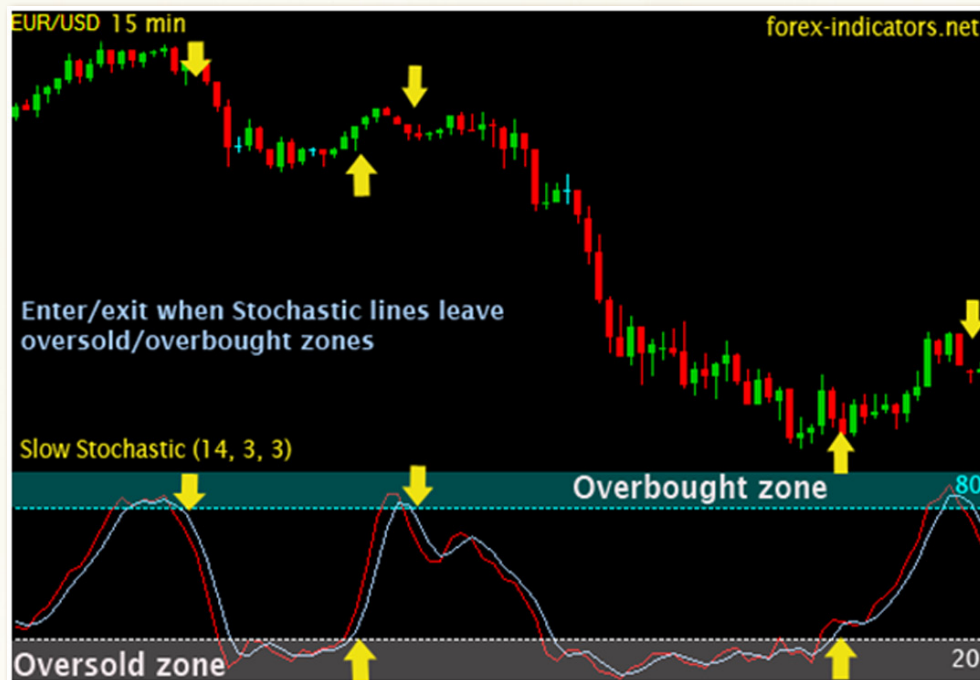 EUR/USD 15 min
forex-indicators.net
Enter/exit when Stochastic lines leave
oversold/overbought zones
Slow Stochastic (14, 3, 3)
Overbought zone
80
Oversold zone
20